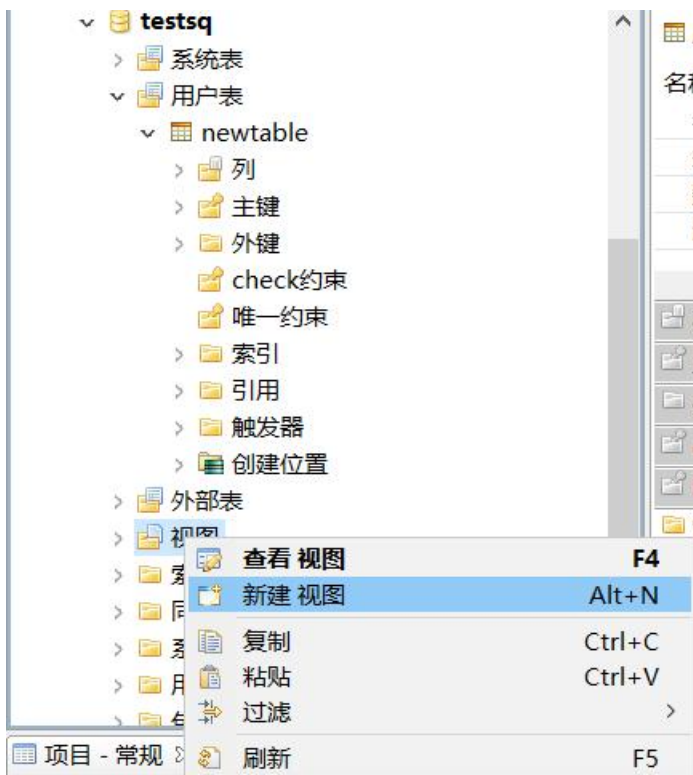 testsq
系统表
用户表
名称
newtable
列
主键
外键
check约束
唯一约束
索引
引用
触发器
创建位置
外部表
视图
查看 视图 F4
新建 视图 Alt+N
复制 Ctrl+C
粘贴 Ctrl+V
过滤
项目 - 常规
刷新 F5